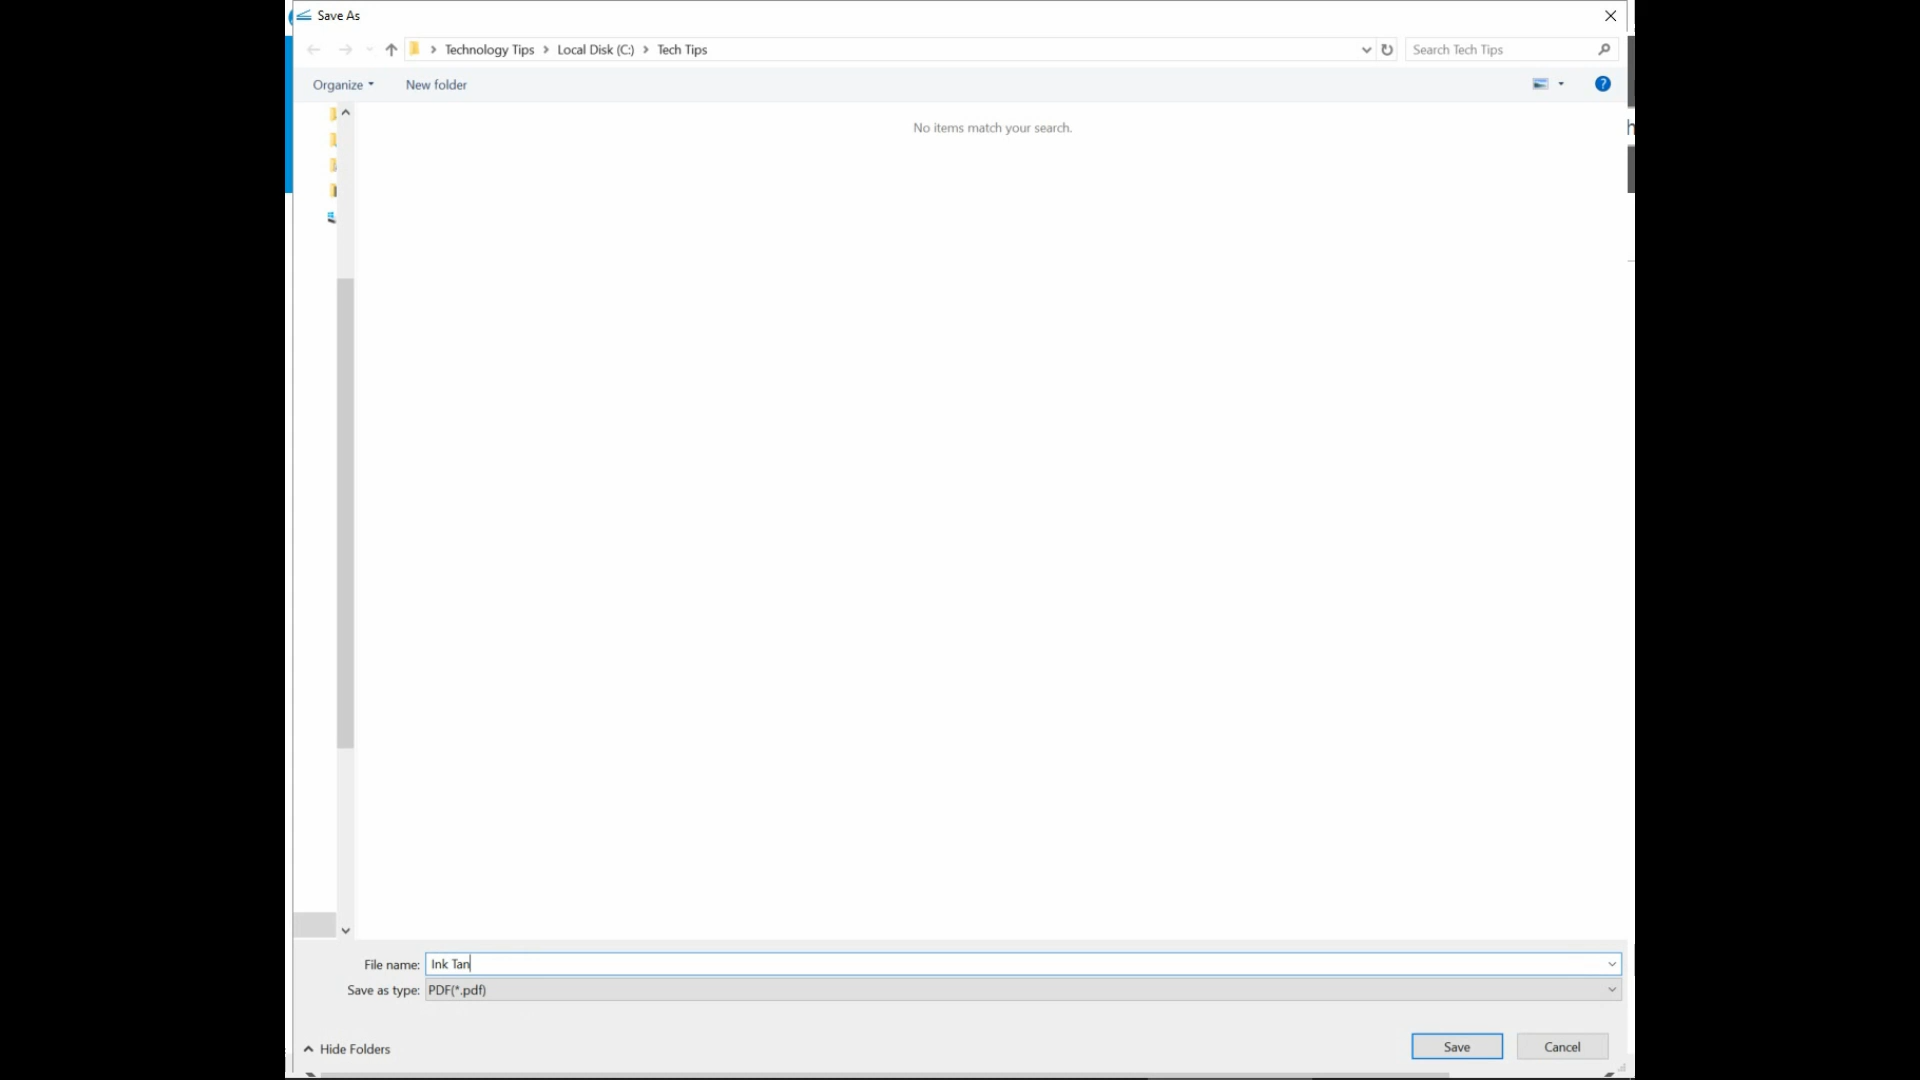 Save As
Technology Tips > Local Disk (C:) > Tech Tips
Search Tech Tips
Organize
New folder
?
h
No items match your search.
File name: Ink Tan
Save as type: PDF(*.pdf)
Hide Folders
Save
Cancel